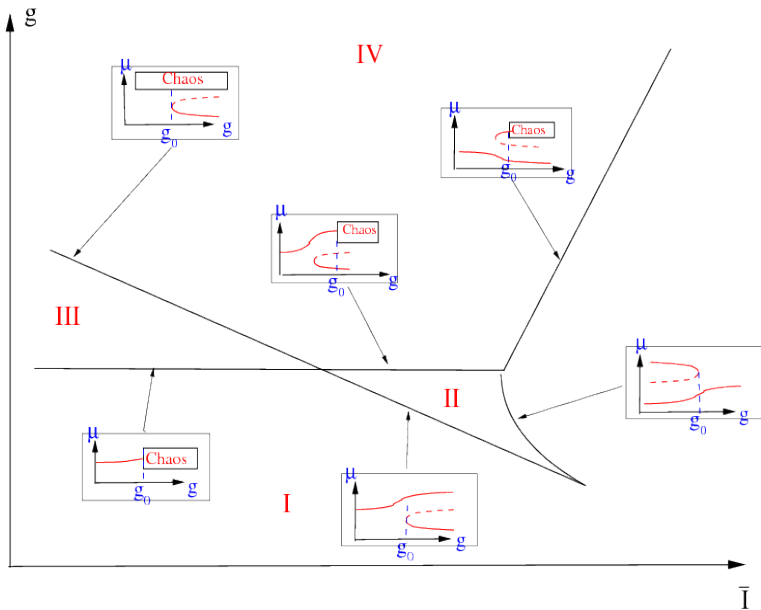 g
IV
μ
Chaos
g₀ g
μ
Chaos
g₀ g
μ
Chaos
g₀ g
III
II
μ
g₀ g
μ
Chaos
g₀ g
I
μ
g₀ g
Ī